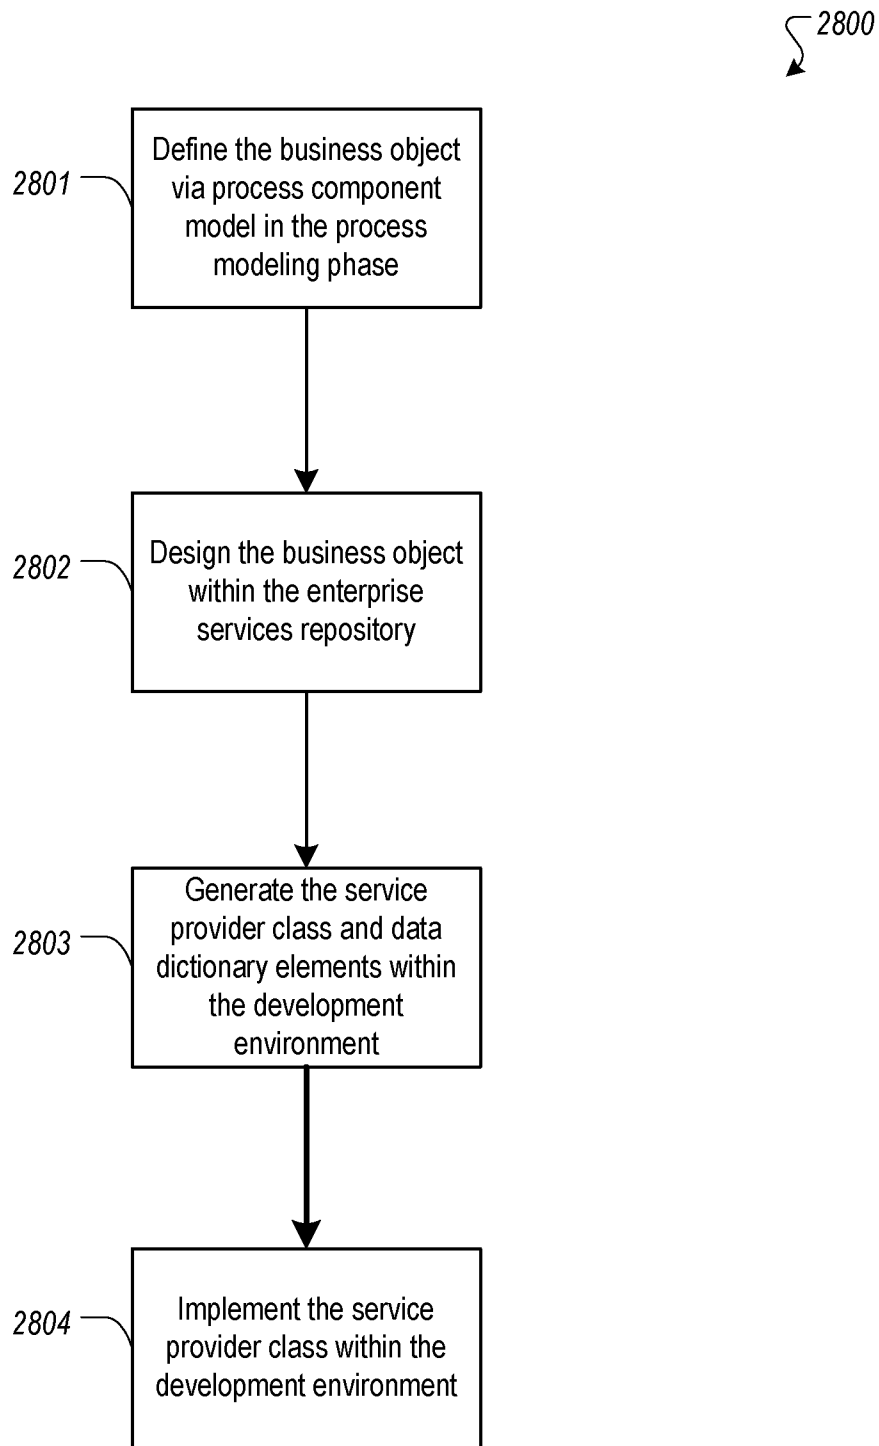 2800
2801
Define the business object
via process component
model in the process
modeling phase
2802
Design the business object
within the enterprise
services repository
2803
Generate the service
provider class and data
dictionary elements within
the development
environment
2804
Implement the service
provider class within the
development environment